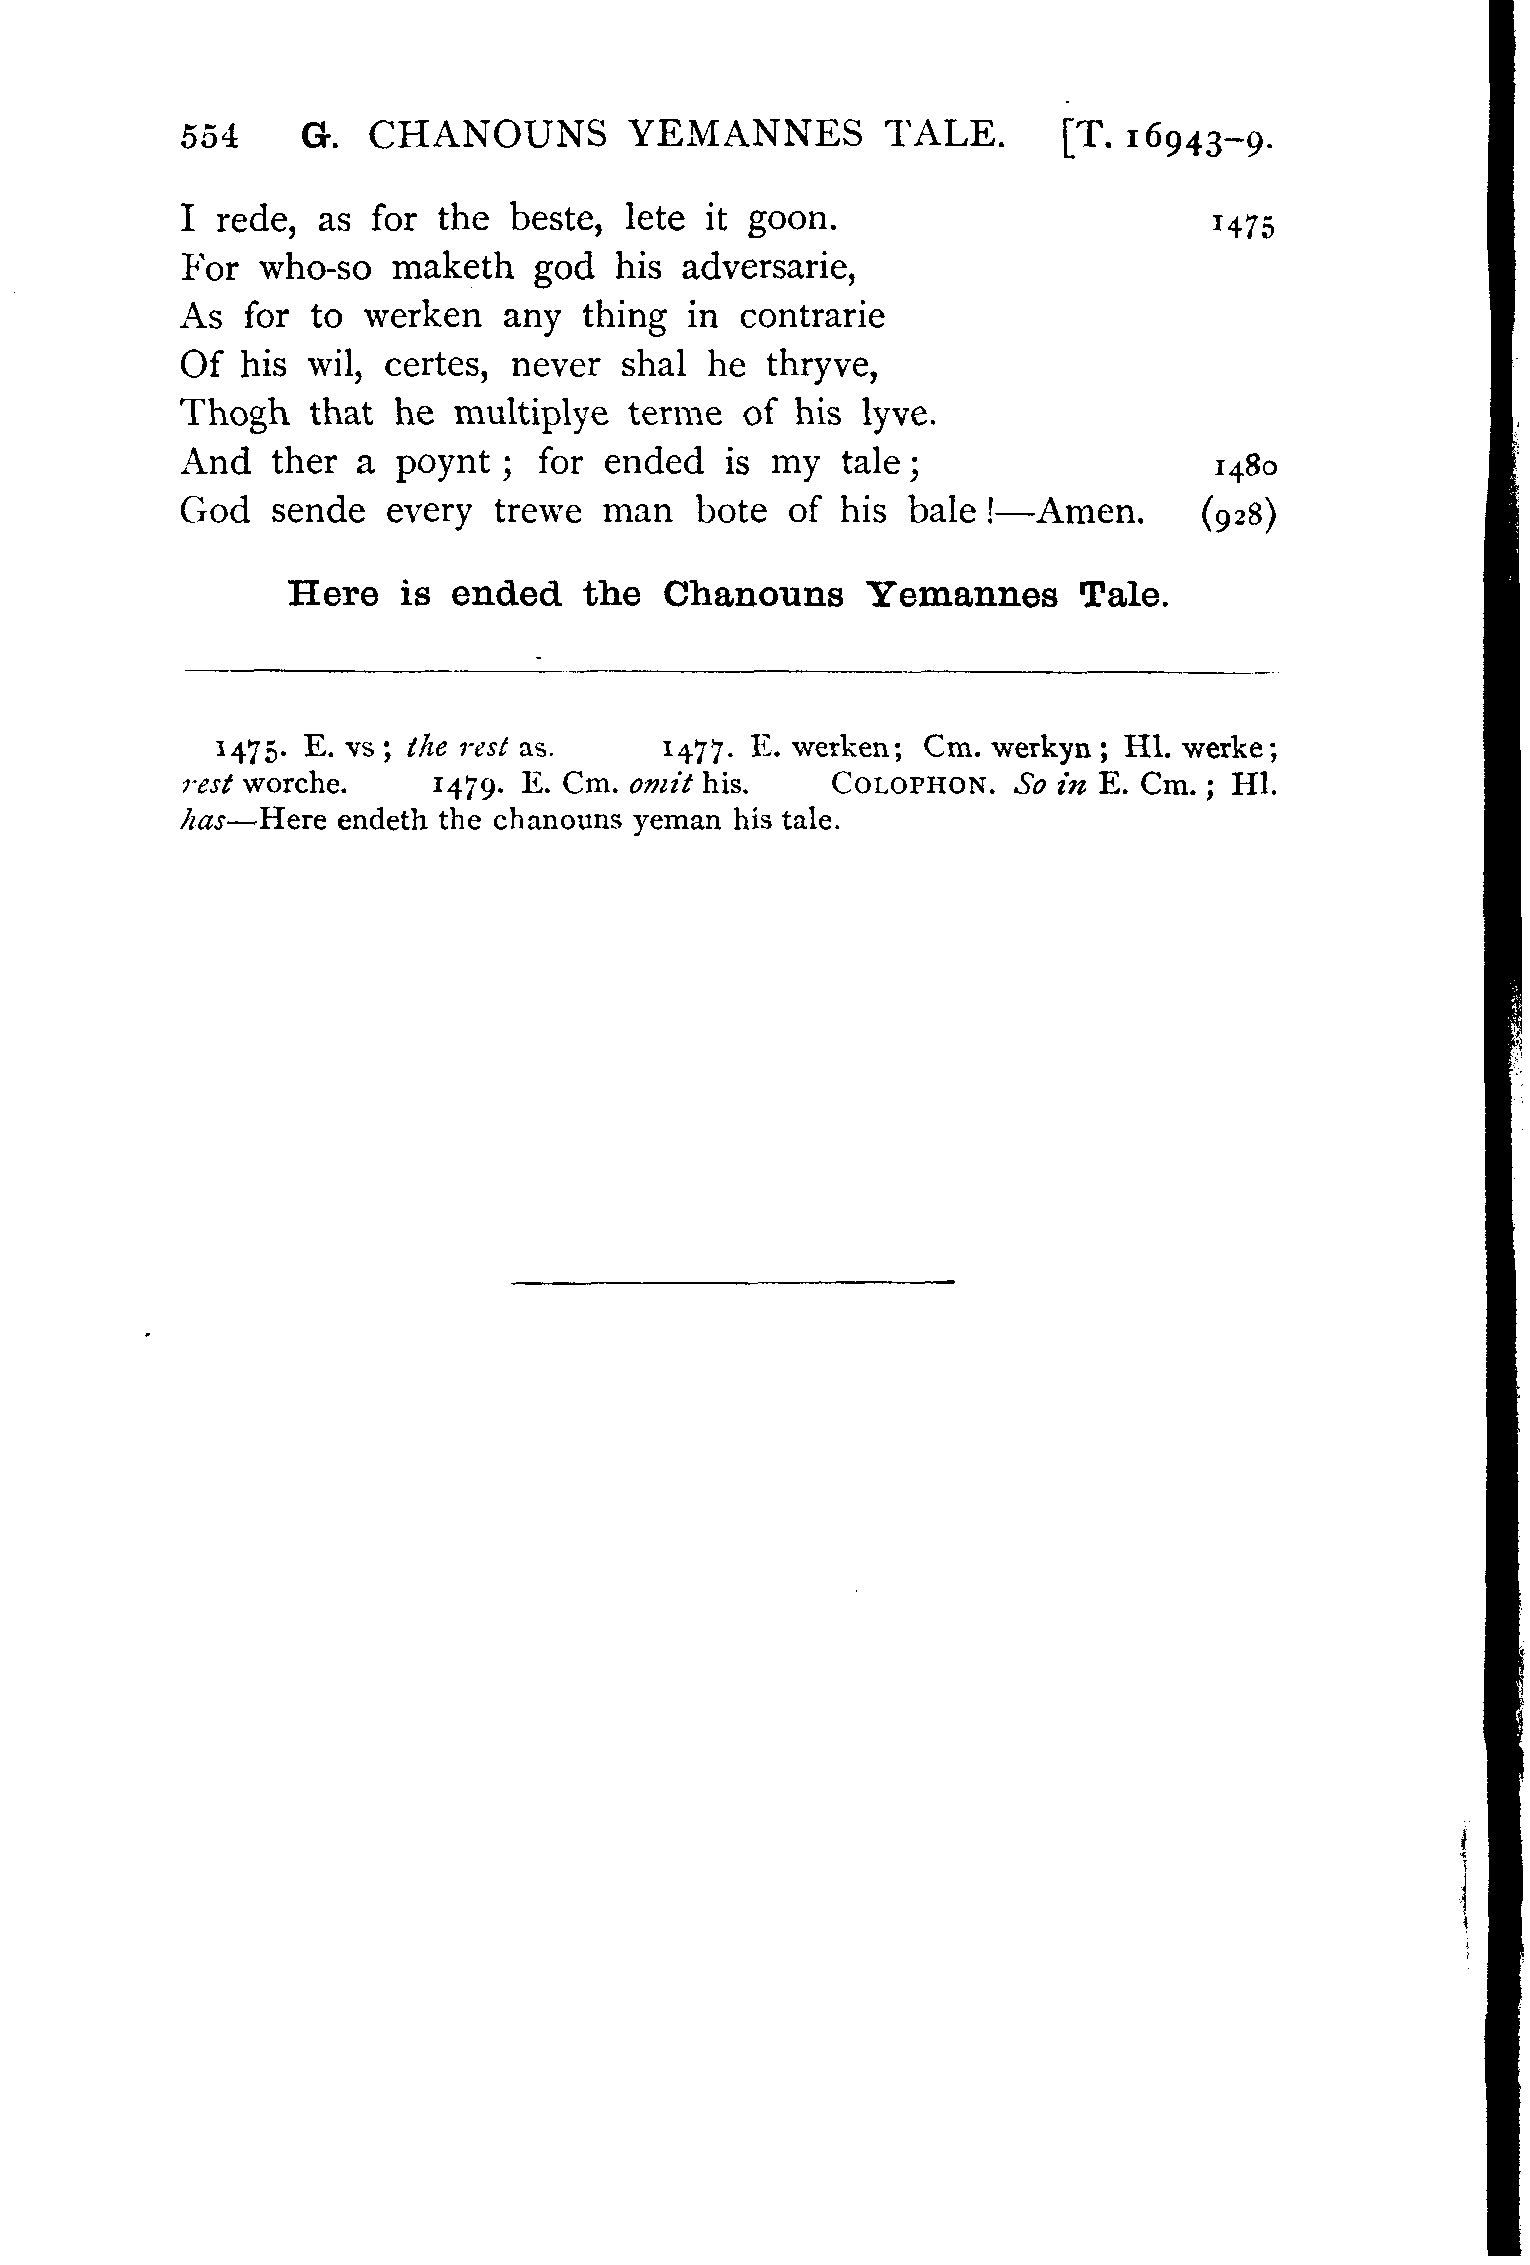 554 G. CHANOUNS YEMANNES TALE. [T. 16943–9.
I rede, as for the beste, lete it goon. 1475
For who-so maketh god his adversarie,
As for to werken any thing in contrarie
Of his wil, certes, never shal he thryve,
Thogh that he multiplye terme of his lyve.
And ther a poynt ; for ended is my tale ; 1480
God sende every trewe man bote of his bale !—Amen. (928)
Here is ended the Chanouns Yemannes Tale.
1475. E. vs ; the rest as. 1477. E. werken; Cm. werkyn ; Hl. werke;
rest worche. 1479. E. Cm. omit his. COLOPHON. So in E. Cm. ; Hl.
has—Here endeth the chanouns yeman his tale.